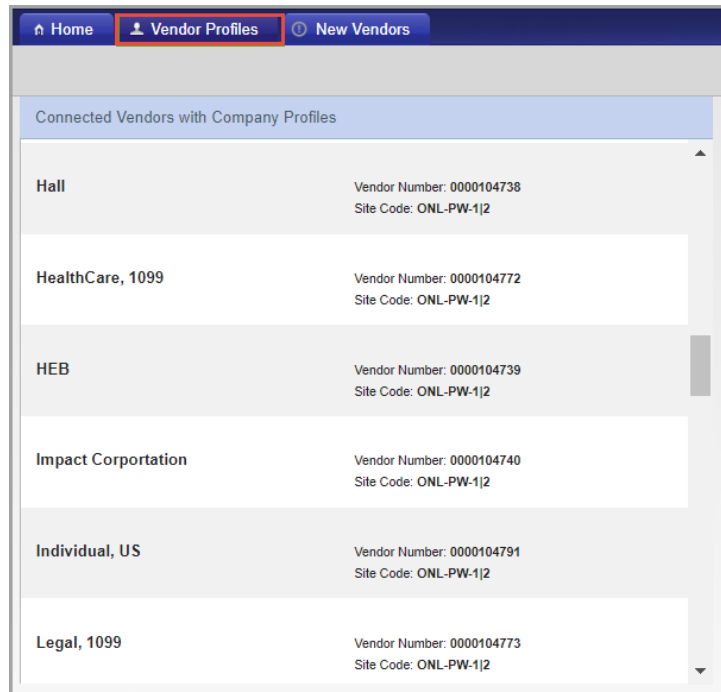 Home Vendor Profiles New Vendors
Connected Vendors with Company Profiles
Hall Vendor Number: 0000104738
Site Code: ONL-PW-1|2
HealthCare, 1099 Vendor Number: 0000104772
Site Code: ONL-PW-1|2
HEB Vendor Number: 0000104739
Site Code: ONL-PW-1|2
Impact Corportation Vendor Number: 0000104740
Site Code: ONL-PW-1|2
Individual, US Vendor Number: 0000104791
Site Code: ONL-PW-1|2
Legal, 1099 Vendor Number: 0000104773
Site Code: ONL-PW-1|2